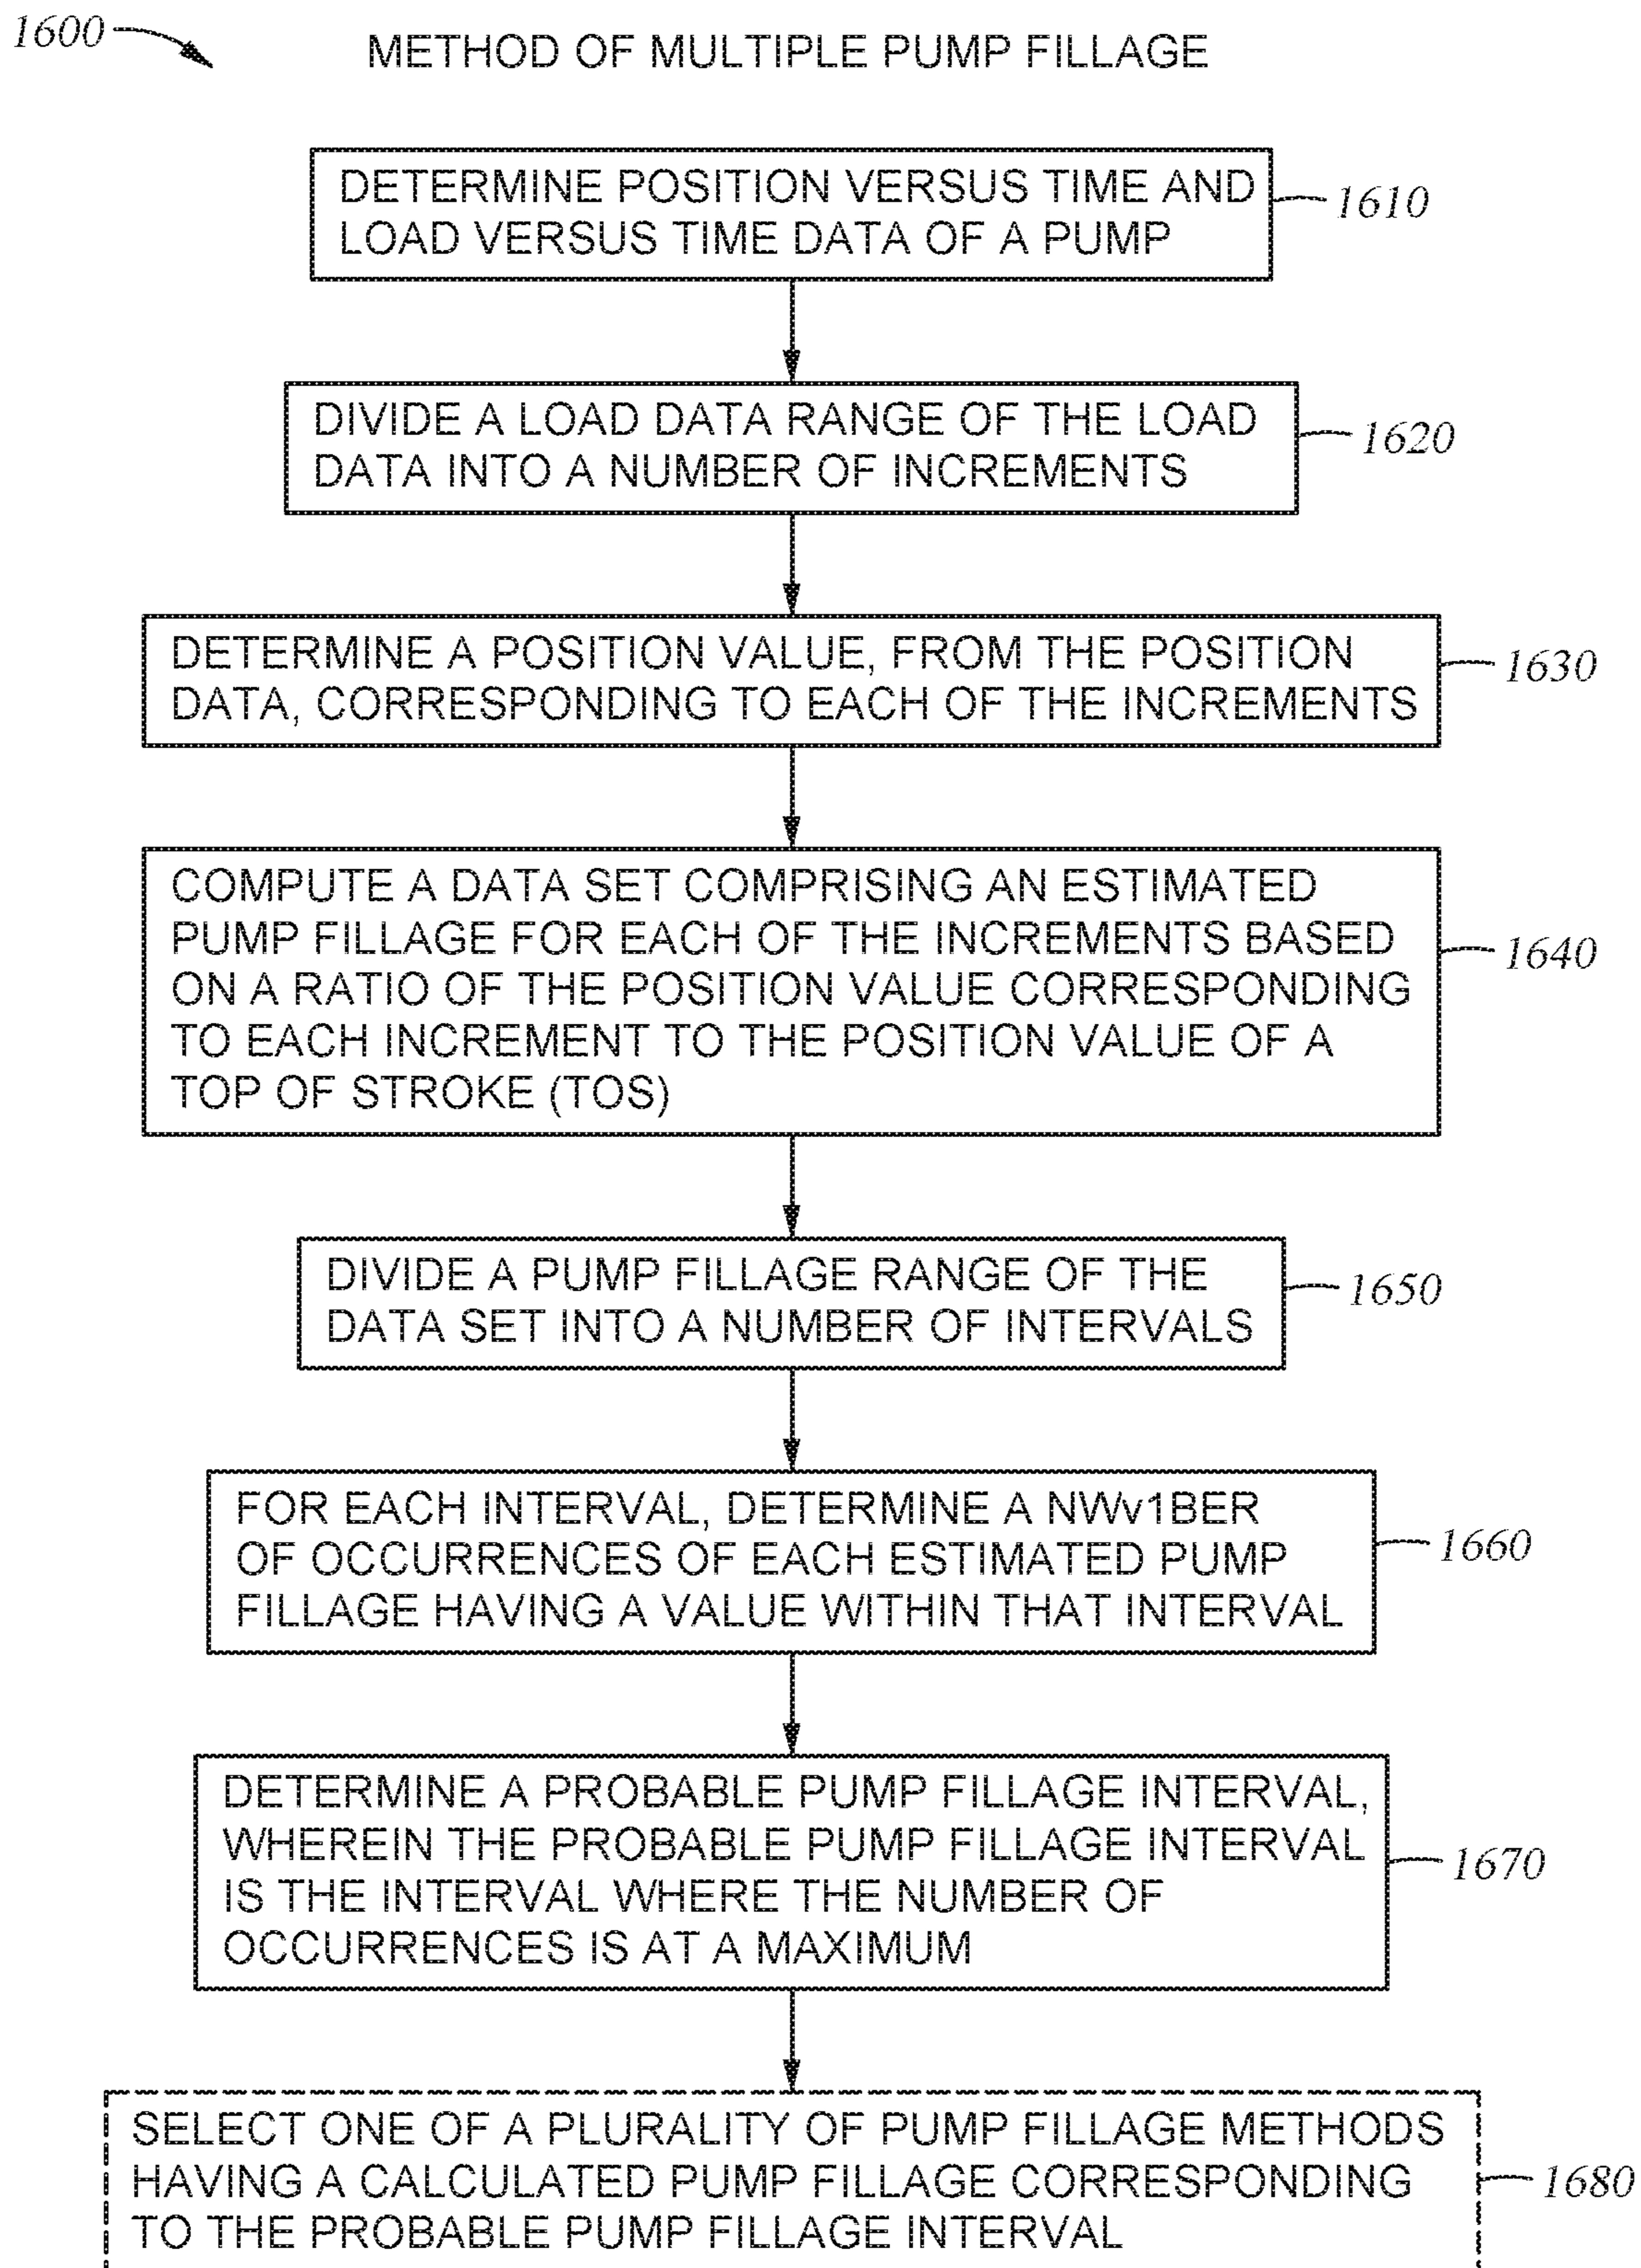 1600
METHOD OF MULTIPLE PUMP FILLAGE
DETERMINE POSITION VERSUS TIME AND
LOAD VERSUS TIME DATA OF A PUMP
1610
DIVIDE A LOAD DATA RANGE OF THE LOAD
DATA INTO A NUMBER OF INCREMENTS
1620
DETERMINE A POSITION VALUE, FROM THE POSITION
DATA, CORRESPONDING TO EACH OF THE INCREMENTS
1630
COMPUTE A DATA SET COMPRISING AN ESTIMATED
PUMP FILLAGE FOR EACH OF THE INCREMENTS BASED
ON A RATIO OF THE POSITION VALUE CORRESPONDING
TO EACH INCREMENT TO THE POSITION VALUE OF A
TOP OF STROKE (TOS)
1640
DIVIDE A PUMP FILLAGE RANGE OF THE
DATA SET INTO A NUMBER OF INTERVALS
1650
FOR EACH INTERVAL, DETERMINE A NWv1BER
OF OCCURRENCES OF EACH ESTIMATED PUMP
FILLAGE HAVING A VALUE WITHIN THAT INTERVAL
1660
DETERMINE A PROBABLE PUMP FILLAGE INTERVAL,
WHEREIN THE PROBABLE PUMP FILLAGE INTERVAL
IS THE INTERVAL WHERE THE NUMBER OF
OCCURRENCES IS AT A MAXIMUM
1670
SELECT ONE OF A PLURALITY OF PUMP FILLAGE METHODS
HAVING A CALCULATED PUMP FILLAGE CORRESPONDING
TO THE PROBABLE PUMP FILLAGE INTERVAL
1680